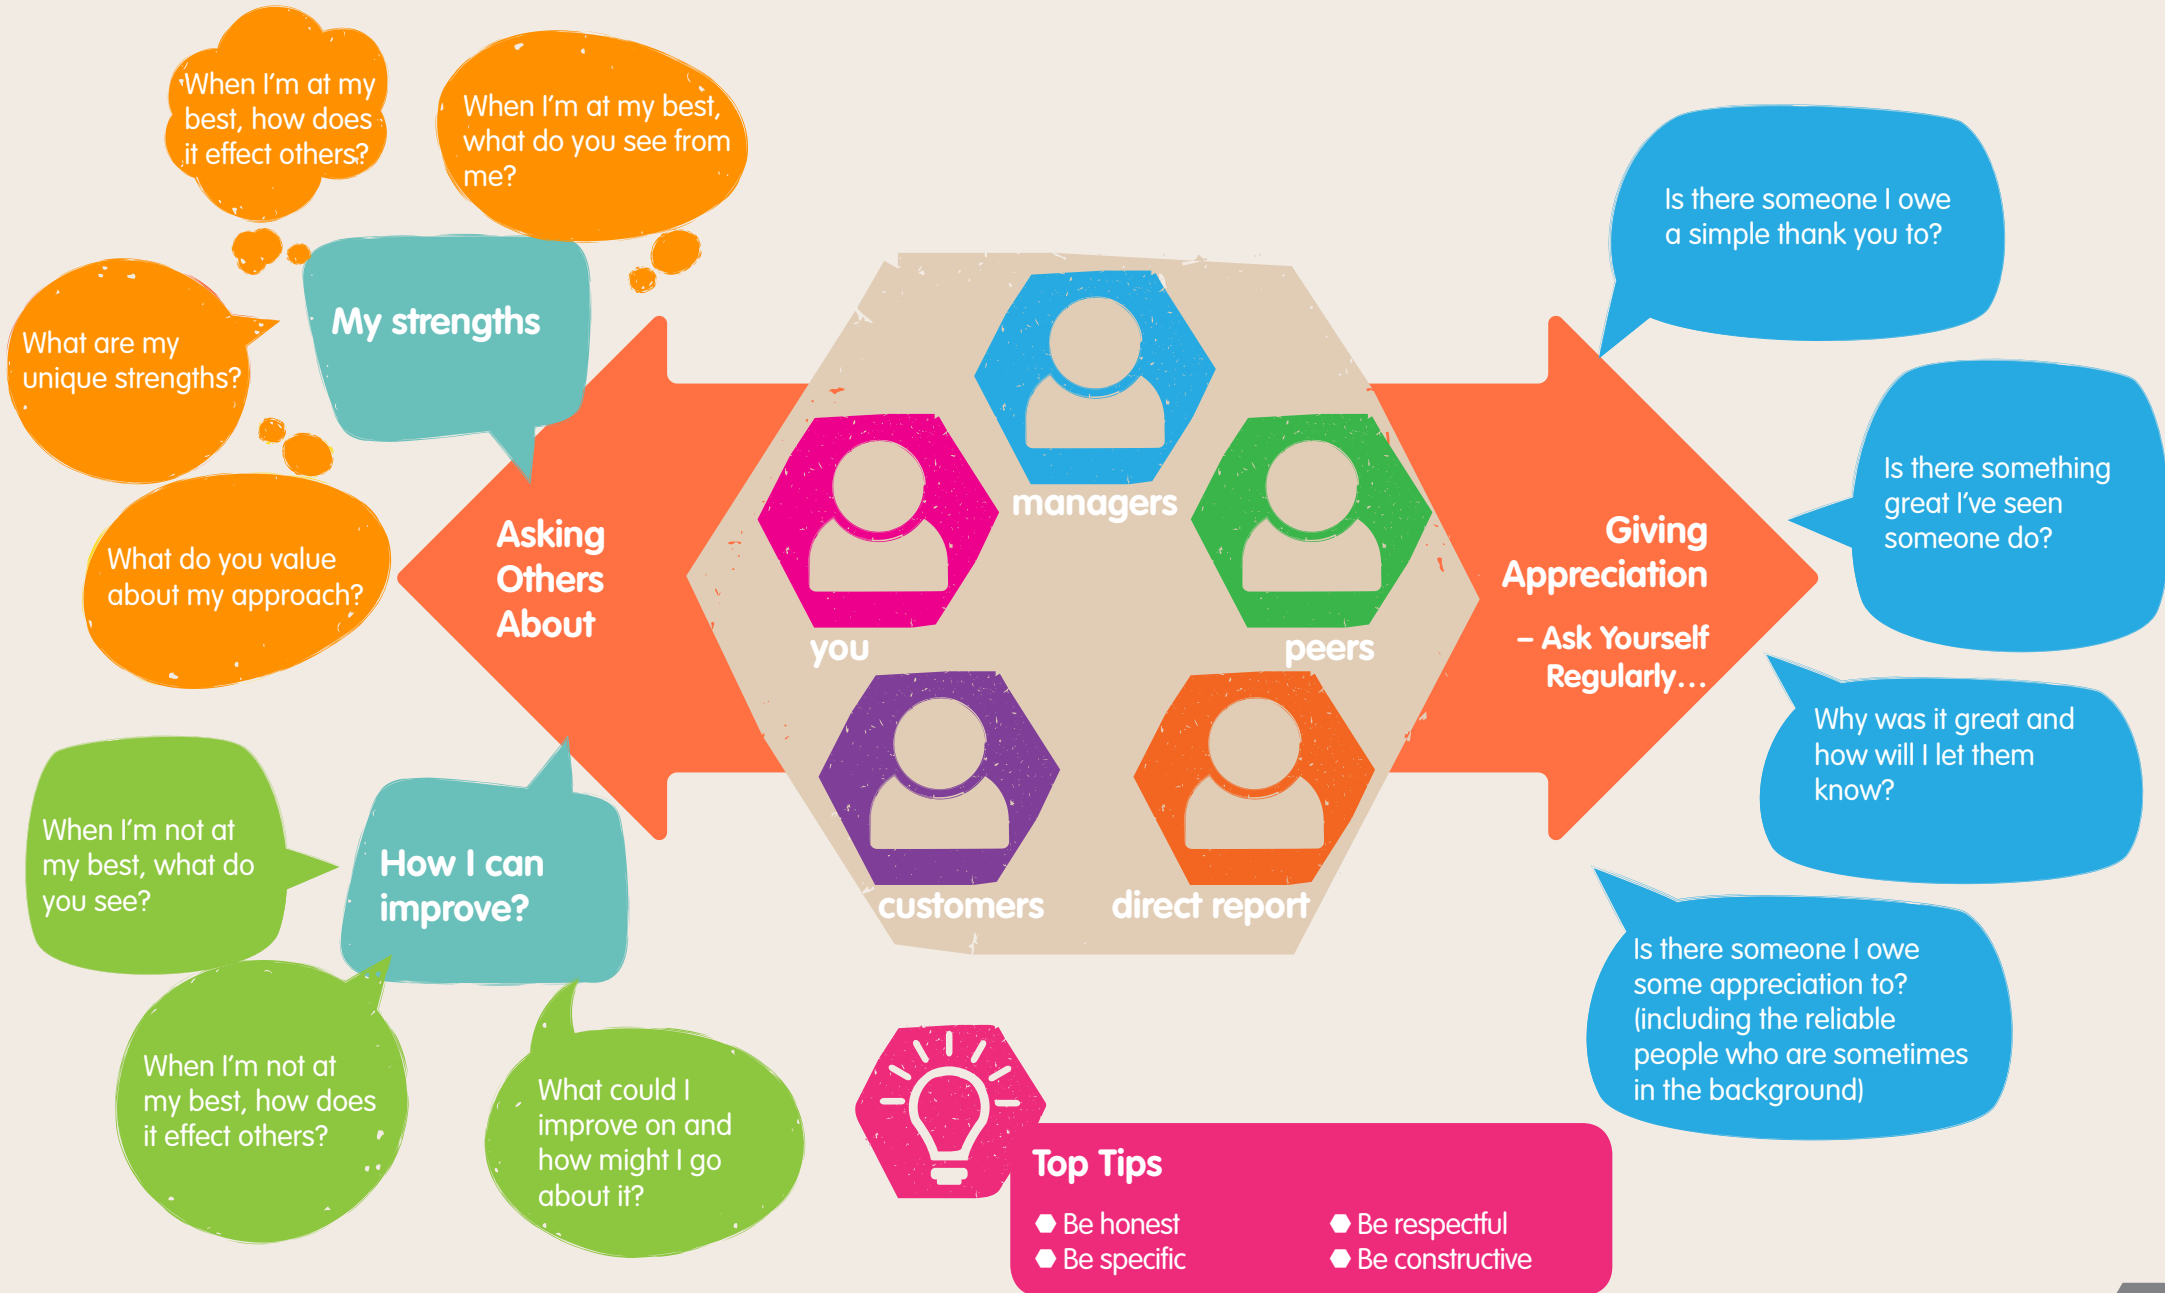 When I'm at my
best, how does
it effect others?
When I'm at my best,
what do you see from
me?
What are my
unique strengths?
My strengths
What do you value
about my approach?
Asking
Others
About
When I'm not at
my best, what do
you see?
How I can
improve?
When I'm not at
my best, how does
it effect others?
What could I
improve on and
how might I go
about it?
managers
you
peers
customers
direct report
Giving
Appreciation
– Ask Yourself
Regularly...
Is there someone I owe
a simple thank you to?
Is there something
great I've seen
someone do?
Why was it great and
how will I let them
know?
Is there someone I owe
some appreciation to?
(including the reliable
people who are sometimes
in the background)
Top Tips
Be honest
Be specific
Be respectful
Be constructive